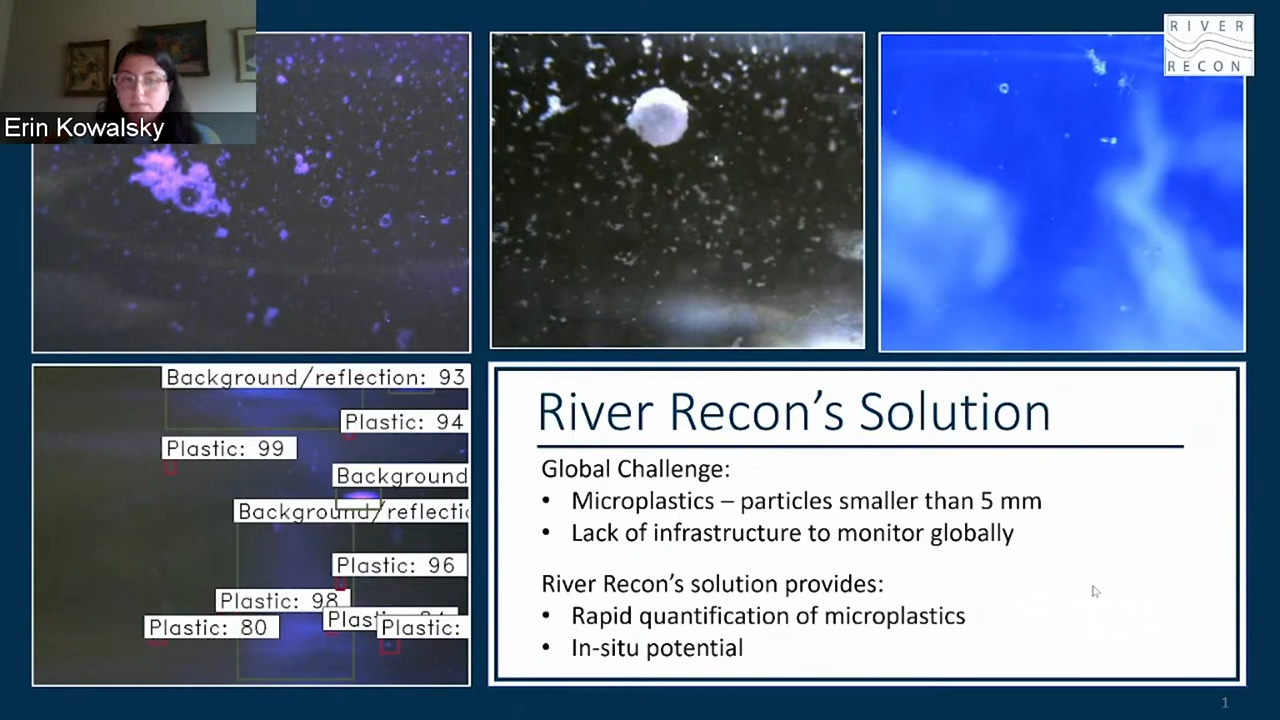 RIVER
RECON
Erin Kowalsky
Background/reflection: 93
Plastic: 94
Plastic: 99
Background
Background/reflectio
Plastic: 96
Plastic: 98
Plast
Plastic: 80
Plastic:
River Recon’s Solution
Global Challenge:
• Microplastics – particles smaller than 5 mm
• Lack of infrastructure to monitor globally
River Recon’s solution provides:
• Rapid quantification of microplastics
• In-situ potential
1